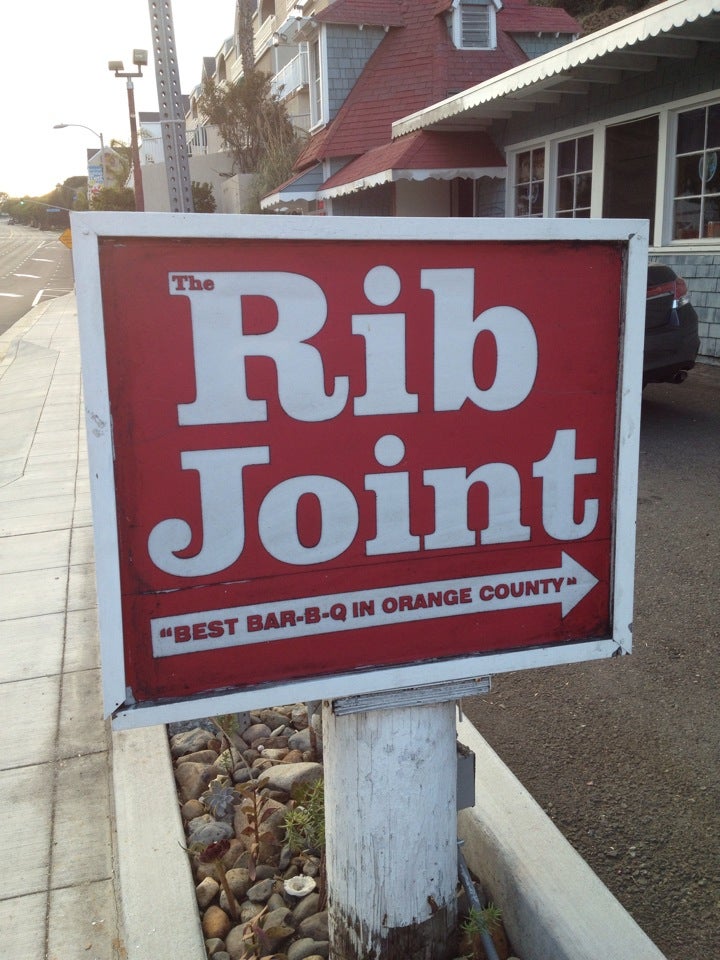 The
Rib
Joint
"BEST BAR-B-Q IN ORANGE COUNTY"